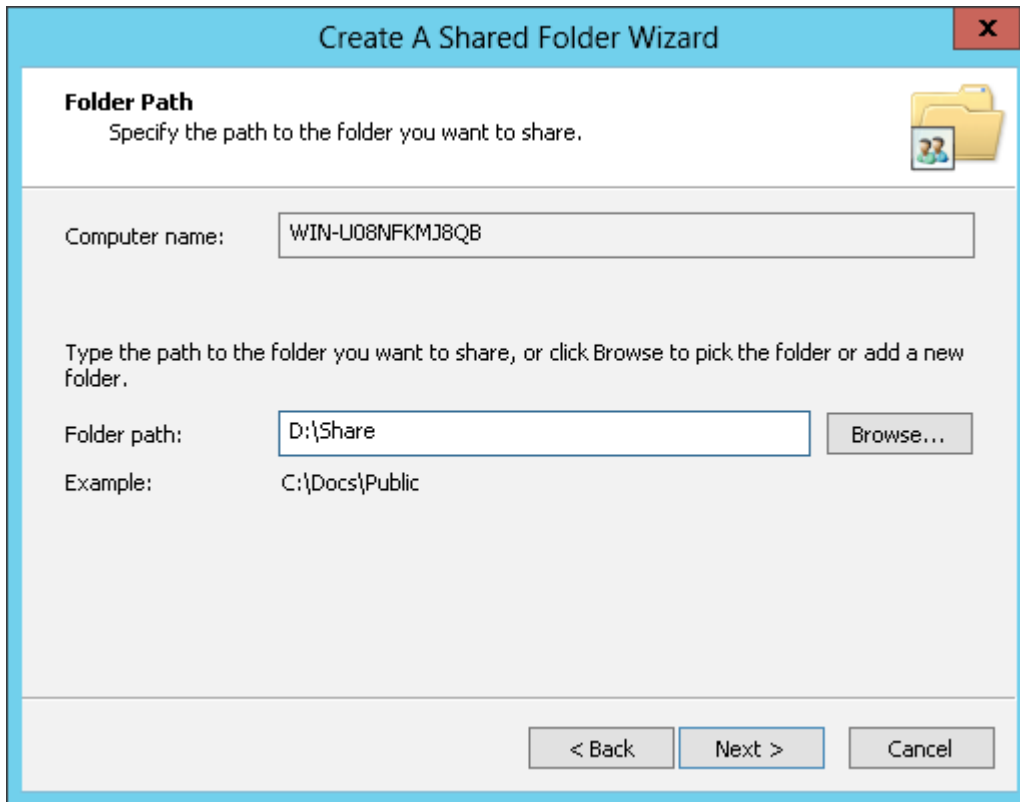 Create A Shared Folder Wizard
x
Folder Path
Specify the path to the folder you want to share.
Computer name: WIN-U08NFKMJ8QB
Type the path to the folder you want to share, or click Browse to pick the folder or add a new
folder.
Folder path: D:\Share Browse...
Example: C:\Docs\Public
< Back Next > Cancel